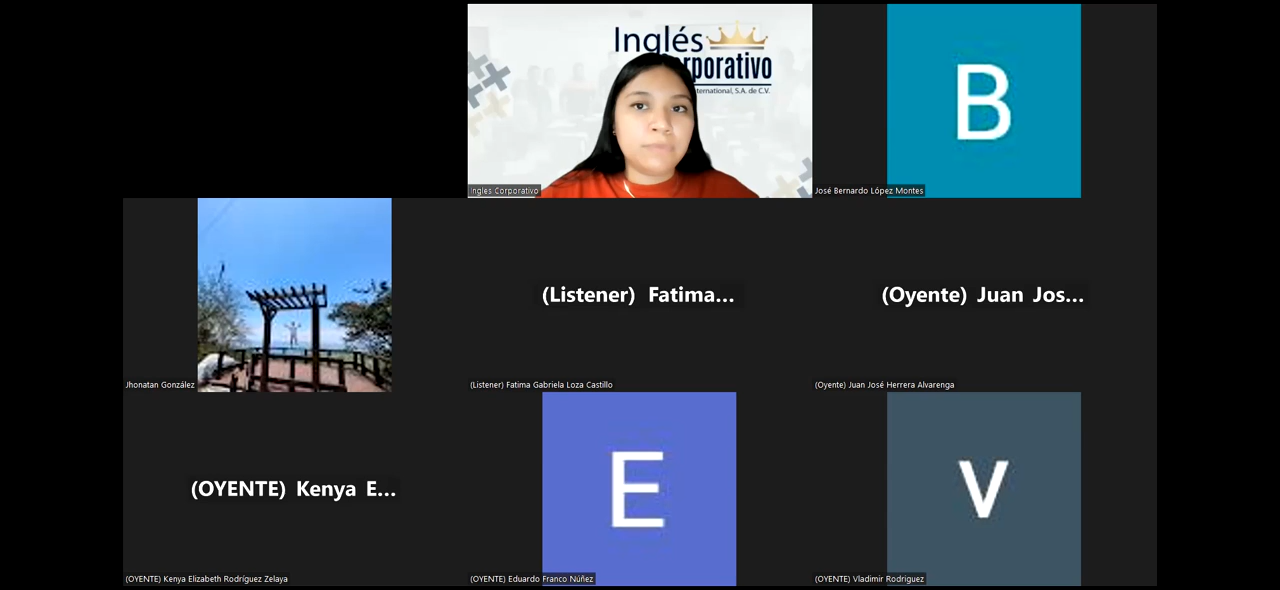 Inglés
rporativo
nternational, S.A. de C.V.
Ingles Corporativo
B
José Bernardo López Montes
Jhonatan González
(Listener) Fatima...
(Listener) Fatima Gabriela Loza Castillo
(Oyente) Juan Jos...
(Oyente) Juan José Herrera Alvarenga
(OYENTE) Kenya E...
(OYENTE) Kenya Elizabeth Rodríguez Zelaya
E
(OYENTE) Eduardo Franco Núñez
V
(OYENTE) Vladimir Rodriguez